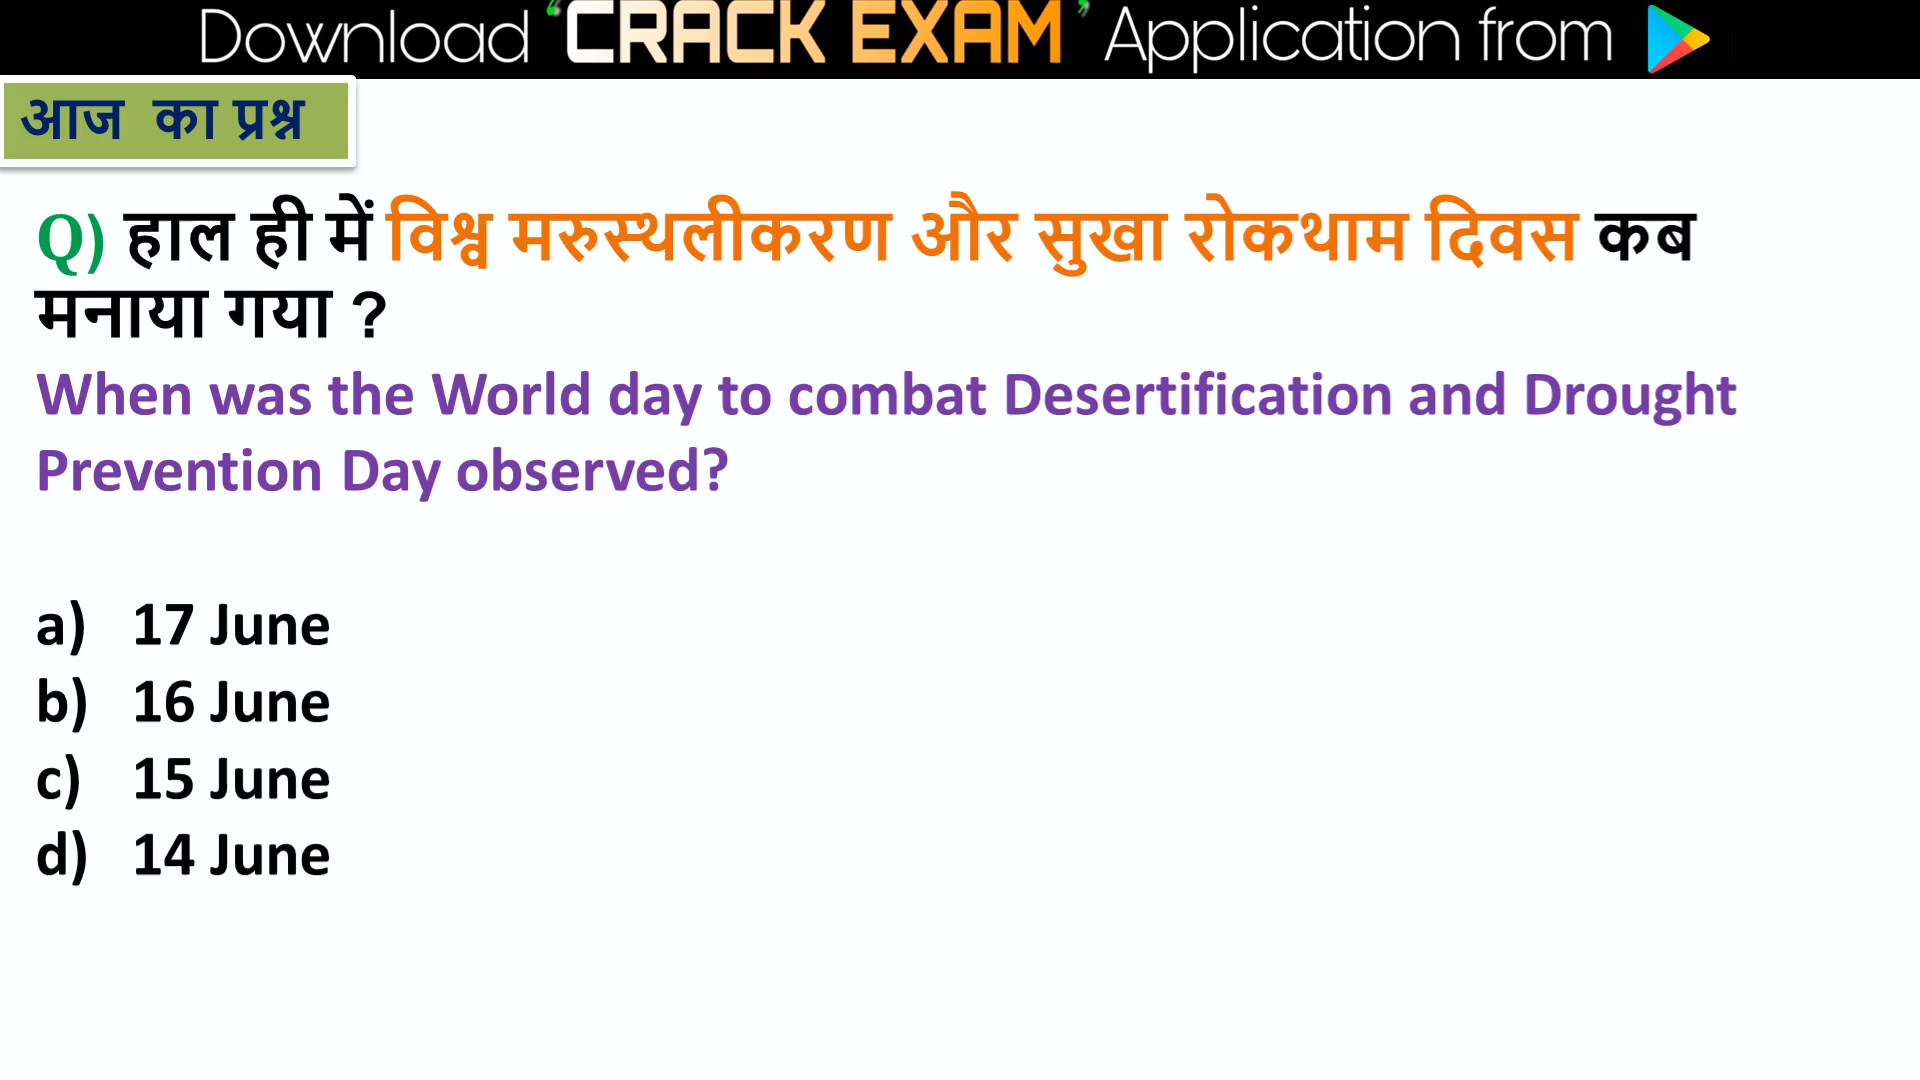 Download ‘CRACK EXAM’ Application from
आज का प्रश्न
Q) हाल ही में विश्व मरुस्थलीकरण और सुखा रोकथाम दिवस कब
मनाया गया ?
When was the World day to combat Desertification and Drought
Prevention Day observed?
a) 17 June
b) 16 June
c) 15 June
d) 14 June